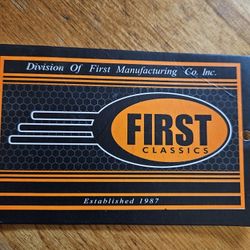 Division Of First Manufacturing Co. Inc.
FIRST
CLASSICS
Established 1987